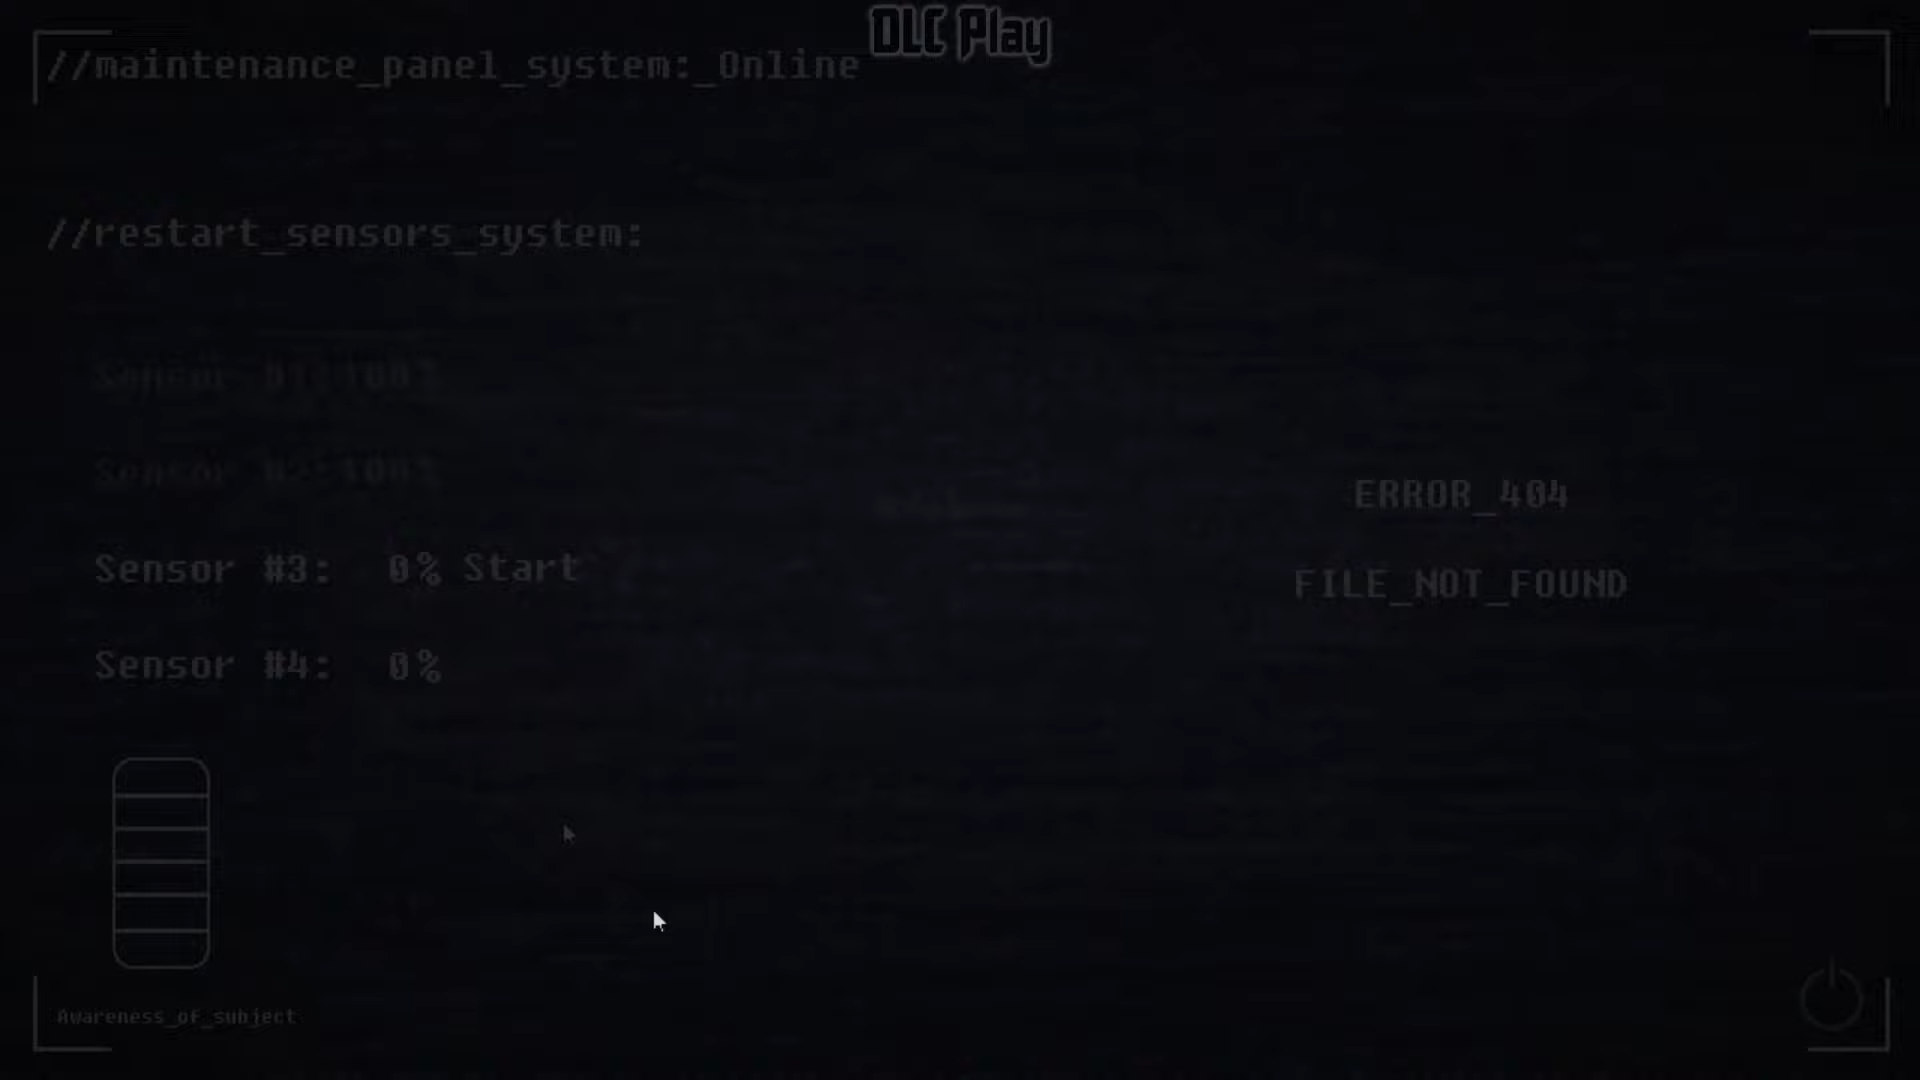 DLC Play
//maintenance_panel_system:_Online
//restart_sensors_system:
Sensor #1: 100%
Sensor #2: 100%
ERROR_404
Sensor #3: 0% Start
FILE_NOT_FOUND
Sensor #4: 0%
Awareness_of_subject